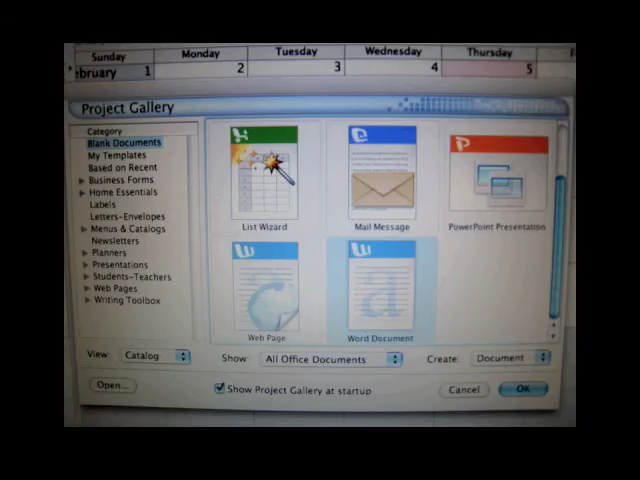 Sunday Monday Tuesday Wednesday Thursday F
ebruary 1 2 3 4 5
Project Gallery
Category
Blank Documents
My Templates
Based on Recent
Business Forms
Home Essentials
Labels
Letters-Envelopes
Menus & Catalogs
Newsletters
Planners
Presentations
Students-Teachers
Web Pages
Writing Toolbox
List Wizard
Mail Message
PowerPoint Presentation
Web Page
Word Document
View: Catalog Show: All Office Documents Create: Document
Open... Show Project Gallery at startup Cancel OK